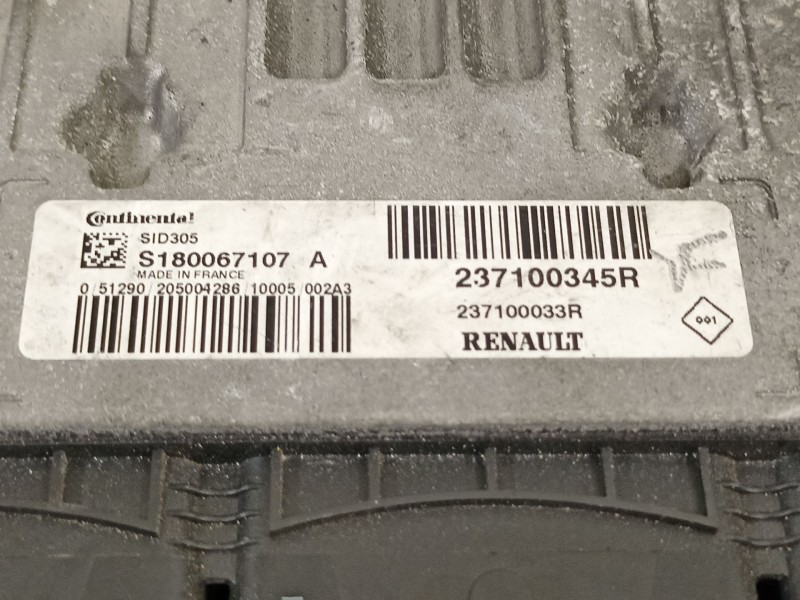 Continental
SID305
S180067107 A
MADE IN FRANCE
0 51290 205004286 10005 002A3
237100345R
237100033R
RENAULT
001